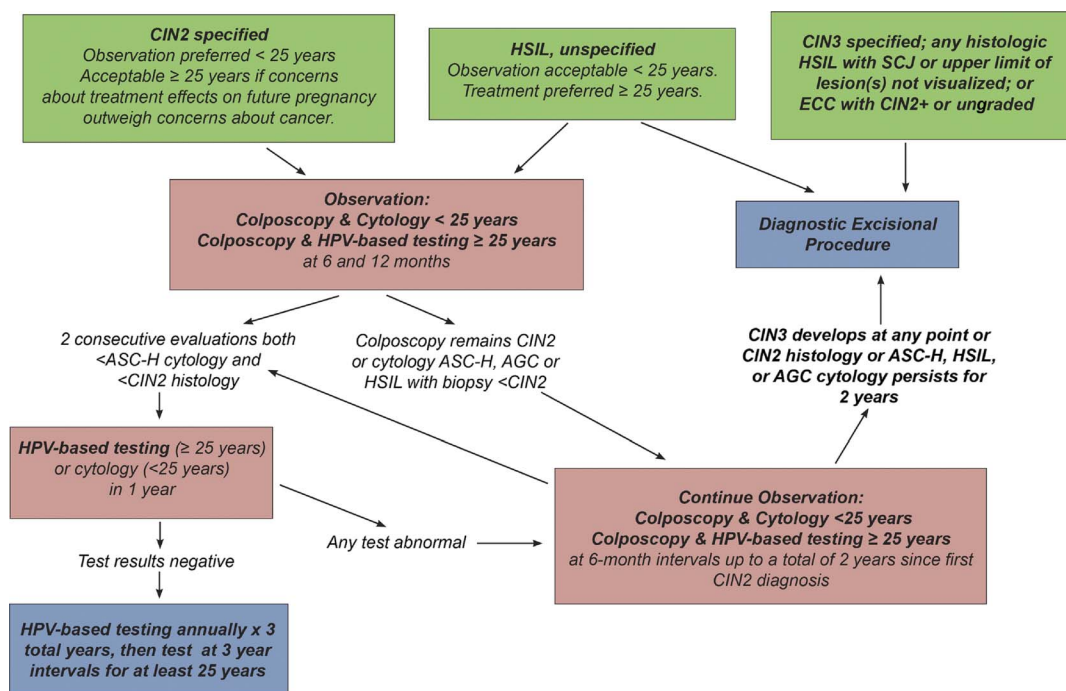 CIN2 specified
Observation preferred < 25 years
Acceptable ≥ 25 years if concerns
about treatment effects on future pregnancy
outweigh concerns about cancer.
HSIL, unspecified
Observation acceptable < 25 years.
Treatment preferred ≥ 25 years.
CIN3 specified; any histologic
HSIL with SCJ or upper limit of
lesion(s) not visualized; or
ECC with CIN2+ or ungraded
Observation:
Colposcopy & Cytology < 25 years
Colposcopy & HPV-based testing ≥ 25 years
at 6 and 12 months
Diagnostic Excisional
Procedure
2 consecutive evaluations both
<ASC-H cytology and
<CIN2 histology
Colposcopy remains CIN2
or cytology ASC-H, AGC or
HSIL with biopsy <CIN2
CIN3 develops at any point or
CIN2 histology or ASC-H, HSIL,
or AGC cytology persists for
2 years
HPV-based testing (≥ 25 years)
or cytology (<25 years)
in 1 year
Continue Observation:
Colposcopy & Cytology <25 years
Colposcopy & HPV-based testing ≥ 25 years
at 6-month intervals up to a total of 2 years since first
CIN2 diagnosis
Any test abnormal
Test results negative
HPV-based testing annually x 3
total years, then test at 3 year
intervals for at least 25 years